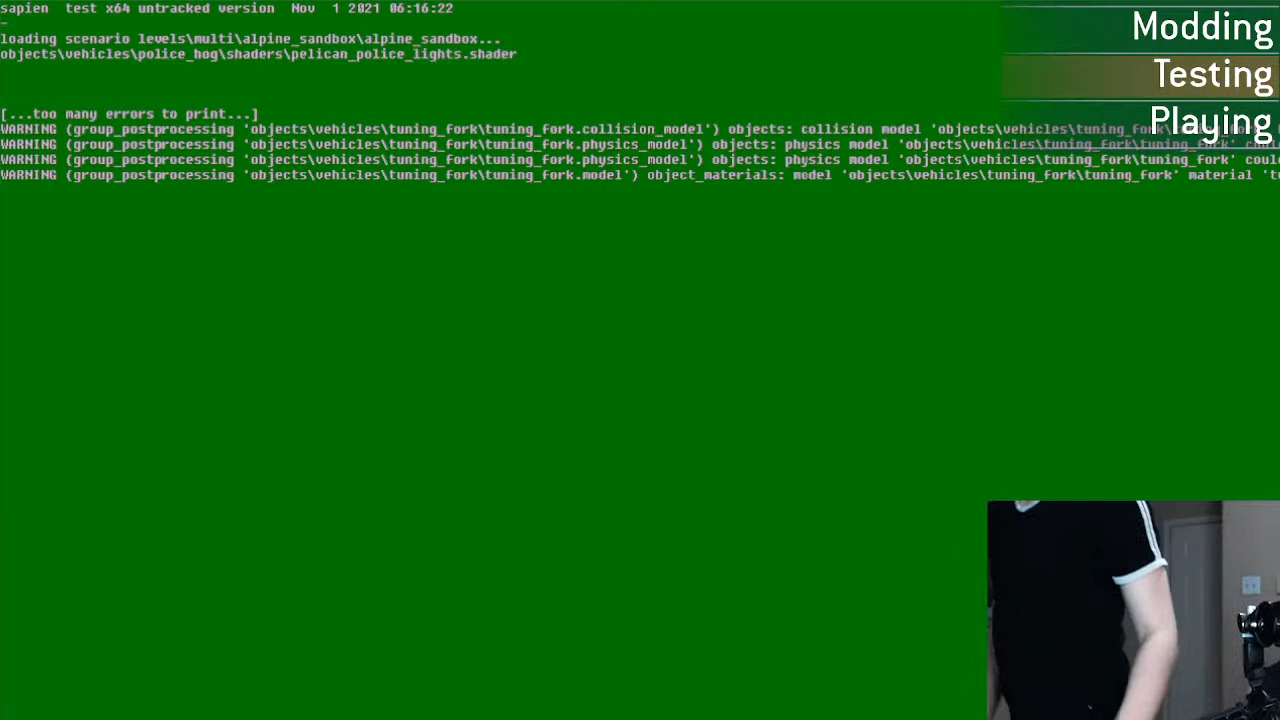 sapien test x64 untracked version Nov 1 2021 06:16:22
loading scenario levels\multi\alpine_sandbox\alpine_sandbox...
objects\vehicles\police_hog\shaders\pelican_police_lights.shader
[...too many errors to print...]
WARNING (group_postprocessing 'objects\vehicles\tuning_fork\tuning_fork.collision_model') objects: collision model 'objects\vehicles\tuning_fork\
WARNING (group_postprocessing 'objects\vehicles\tuning_fork\tuning_fork.physics_model') objects: physics model 'objects\vehicles\tuning_fork\tuning_fork' could
WARNING (group_postprocessing 'objects\vehicles\tuning_fork\tuning_fork.physics_model') objects: physics model 'objects\vehicles\tuning_fork\tuning_fork' could
WARNING (group_postprocessing 'objects\vehicles\tuning_fork\tuning_fork.model') object_materials: model 'objects\vehicles\tuning_fork\tuning_fork' material 't
Modding
Testing
Playing